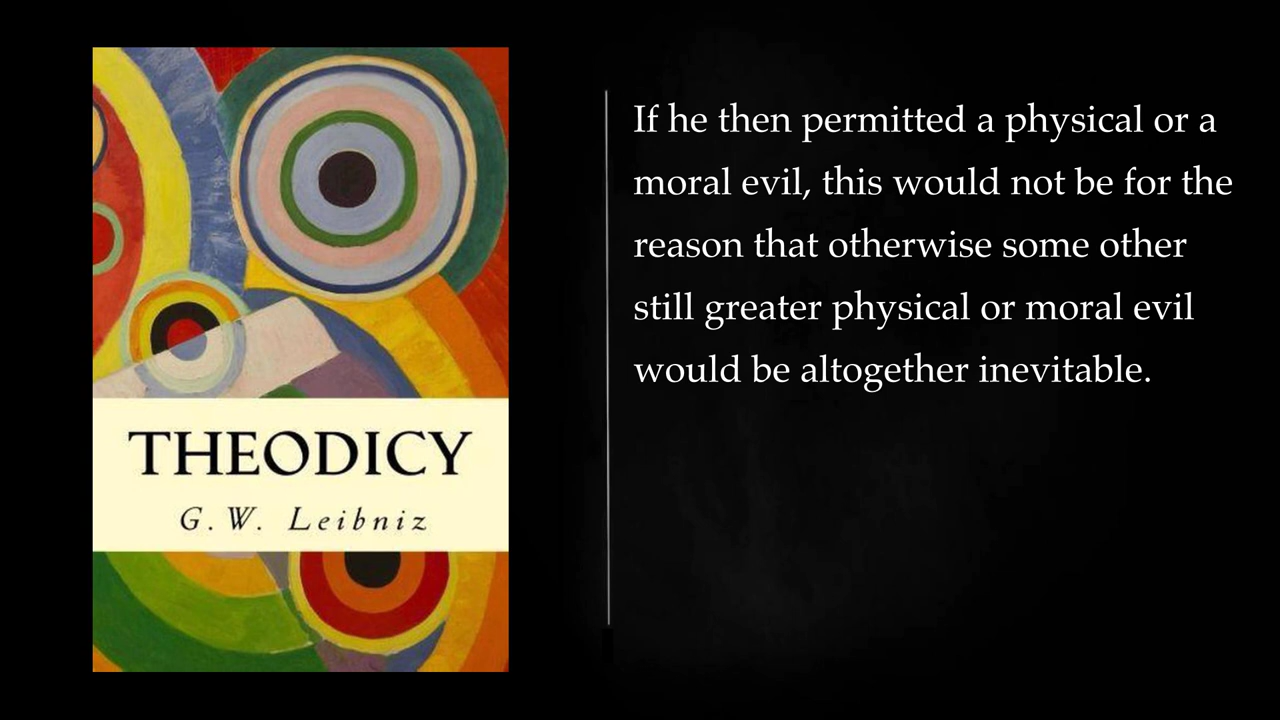 THEODICY
G. W. Leibniz
If he then permitted a physical or a
moral evil, this would not be for the
reason that otherwise some other
still greater physical or moral evil
would be altogether inevitable.